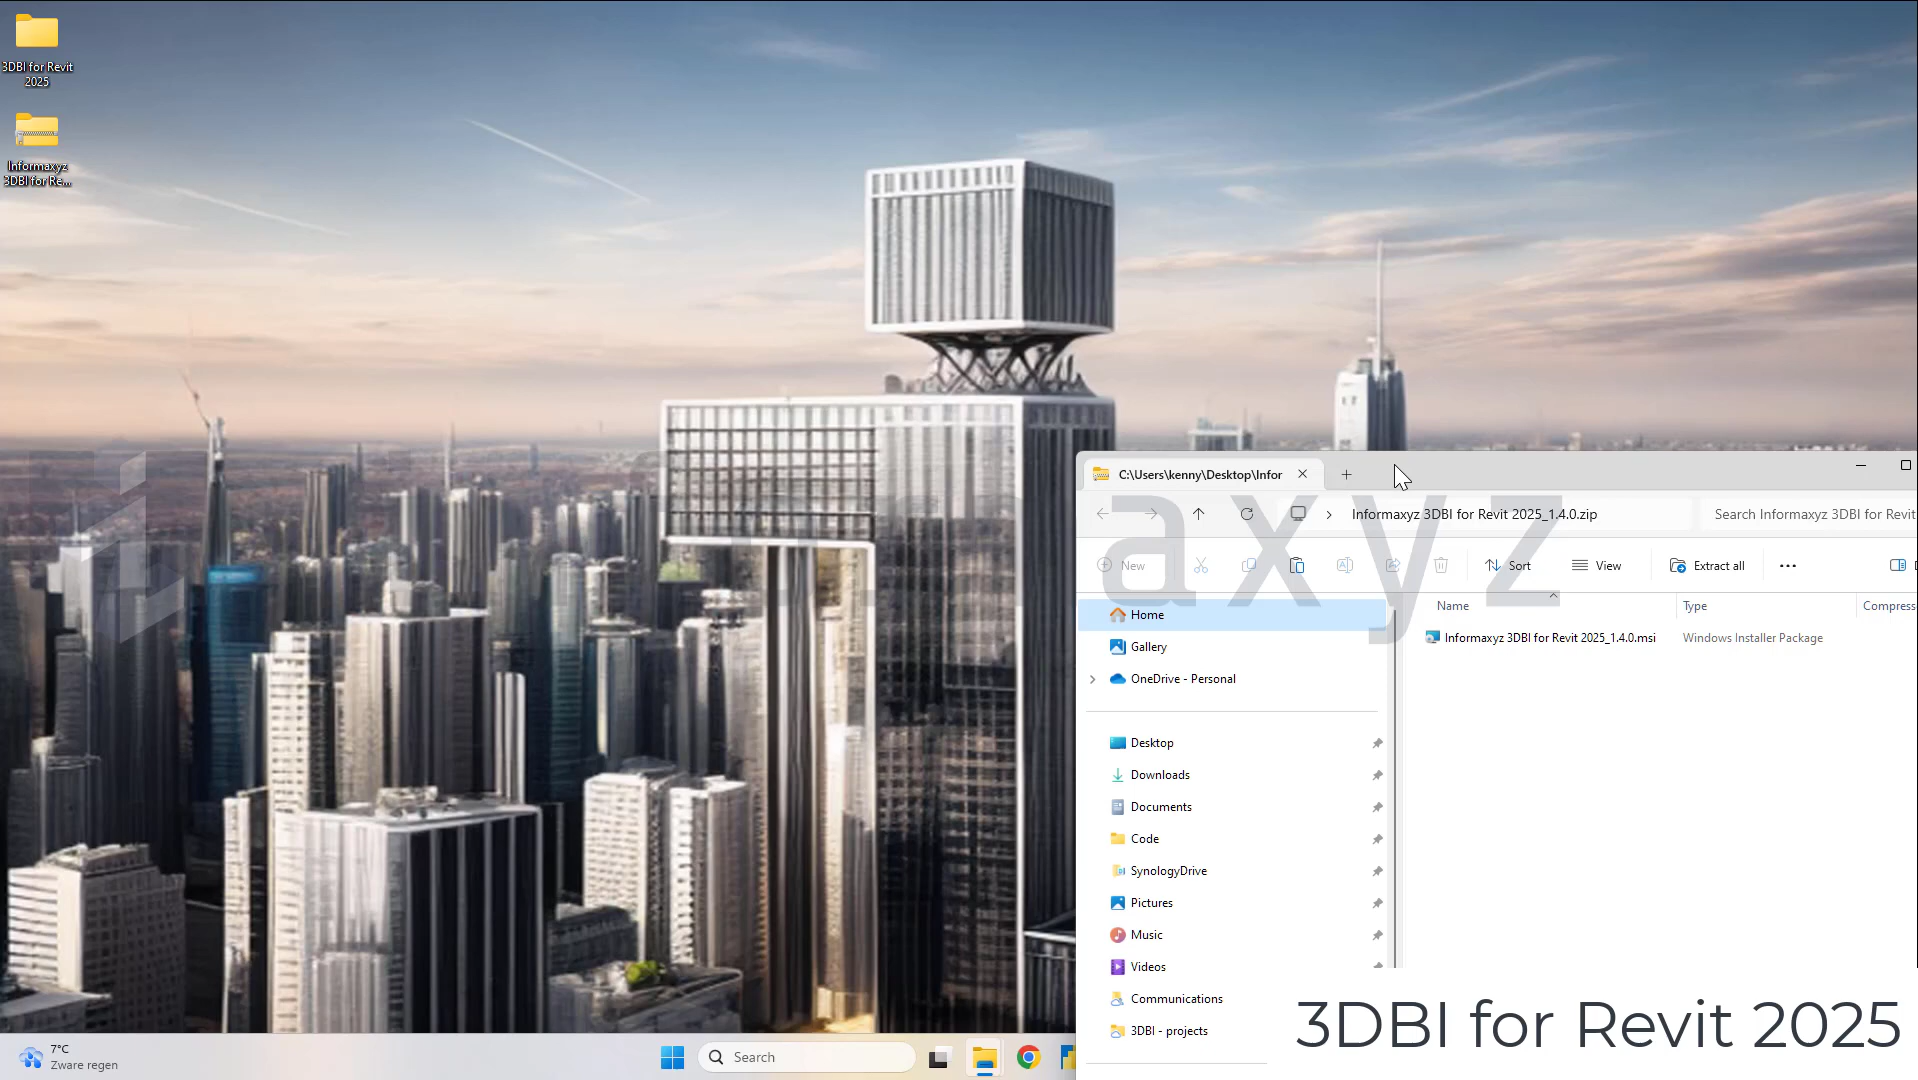 3DBI for Revit
2025
Informaxyz
3DBI for Re...
C:\Users\kenny\Desktop\Infor
Informaxyz 3DBI for Revit 2025_1.4.0.zip
Search Informaxyz 3DBI for Revit
New
Sort
View
Extract all
Name
Type
Compress
Home
Informaxyz 3DBI for Revit 2025_1.4.0.msi
Windows Installer Package
Gallery
OneDrive - Personal
Desktop
Downloads
Documents
Code
SynologyDrive
Pictures
Music
Videos
Communications
3DBI - projects
axyz
3DBI for Revit 2025
7°C
Zware regen
Search